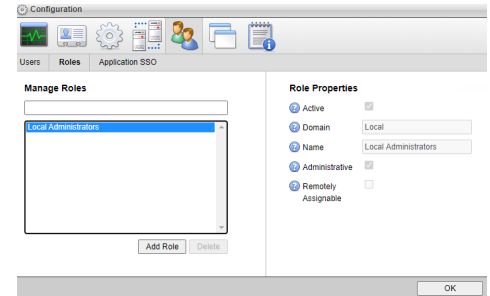 Configuration
Users Roles Application SSO
Manage Roles
Local Administrators
Add Role Delete
Role Properties
Active
Domain Local
Name Local Administrators
Administrative
Remotely
Assignable
OK